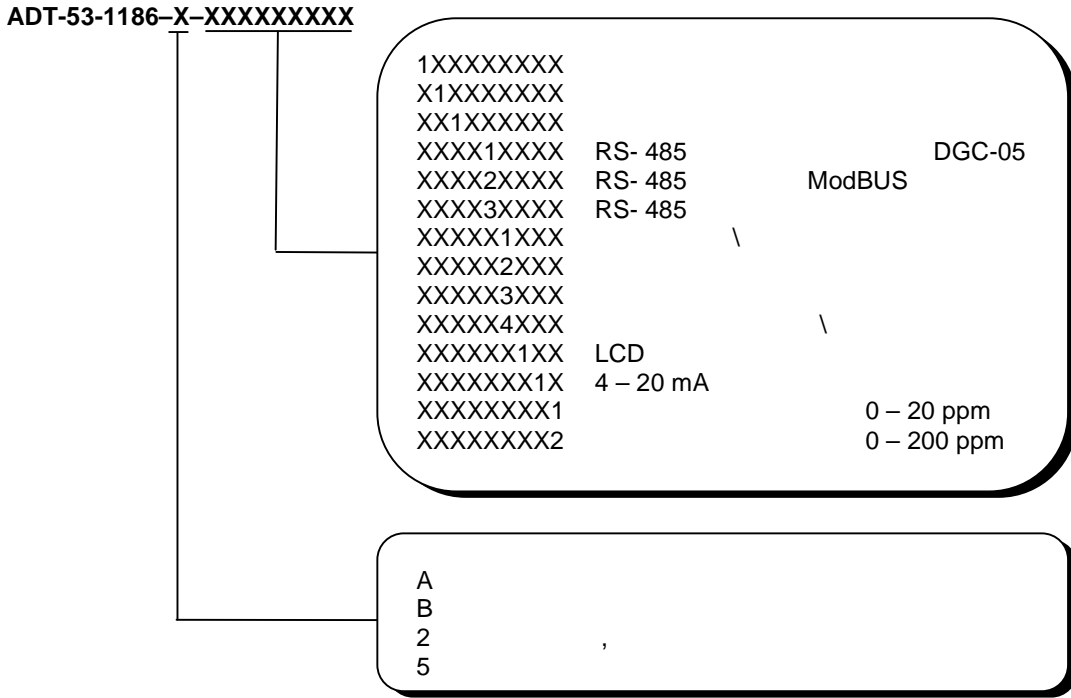 ADT-53-1186–X–XXXXXXXXX
1XXXXXXXX
X1XXXXXXX
XX1XXXXXX
XXXX1XXXX RS- 485 DGC-05
XXXX2XXXX RS- 485 ModBUS
XXXX3XXXX RS- 485
XXXXX1XXX \
XXXXX2XXX
XXXXX3XXX
XXXXX4XXX \
XXXXXX1XX LCD
XXXXXXX1X 4 – 20 mA
XXXXXXXX1 0 – 20 ppm
XXXXXXXX2 0 – 200 ppm
A
B
2 ,
5